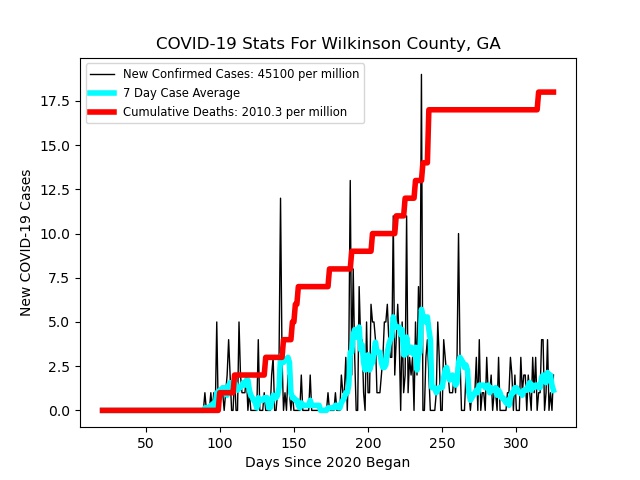 COVID-19 Stats For Wilkinson County, GA
New Confirmed Cases: 45100 per million
7 Day Case Average
Cumulative Deaths: 2010.3 per million
New COVID-19 Cases
17.5
15.0
12.5
10.0
7.5
5.0
2.5
0.0
50 100 150 200 250 300
Days Since 2020 Began